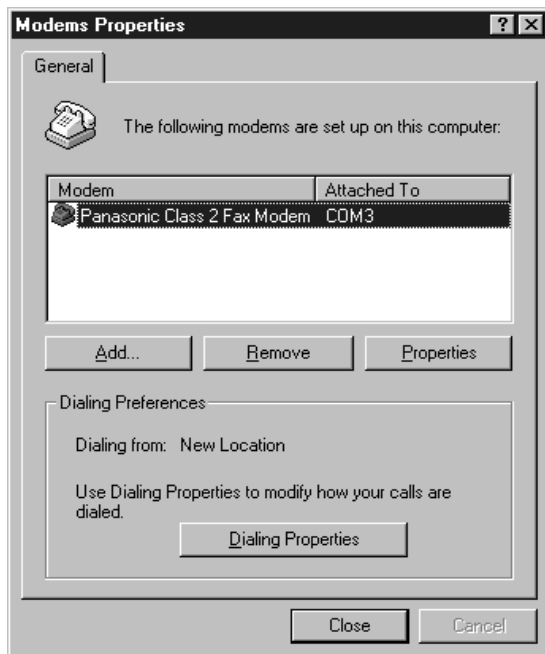 Modems Properties
General
The following modems are set up on this computer:
Modem Attached To
Panasonic Class 2 Fax Modem COM3
Add... Remove Properties
Dialing Preferences
Dialing from: New Location
Use Dialing Properties to modify how your calls are
dialed.
Dialing Properties
Close Cancel